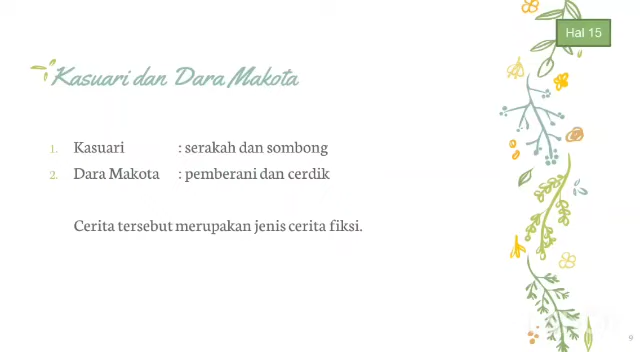 Hal 15
Kasuari dan Dara Makota
1. Kasuari : serakah dan sombong
2. Dara Makota : pemberani dan cerdik
Cerita tersebut merupakan jenis cerita fiksi.
9